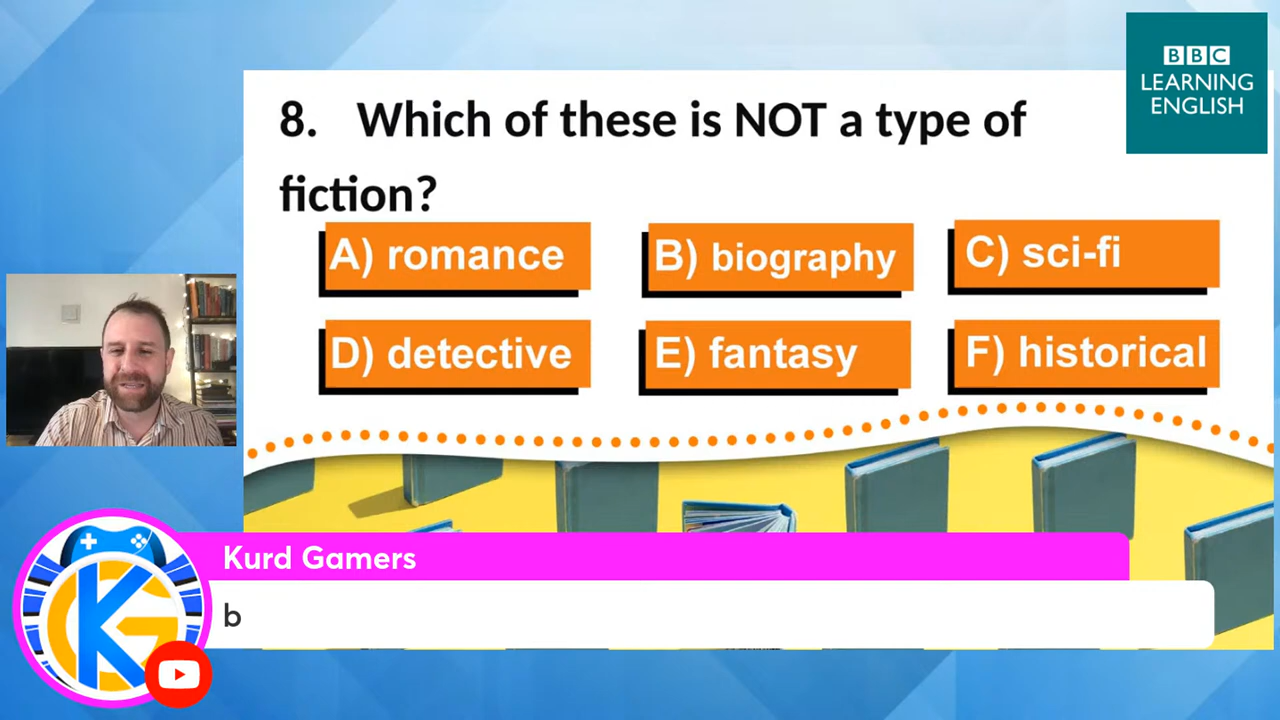 BBC
LEARNING
ENGLISH
8. Which of these is NOT a type of
fiction?
A) romance
B) biography
C) sci-fi
D) detective
E) fantasy
F) historical
Kurd Gamers
b